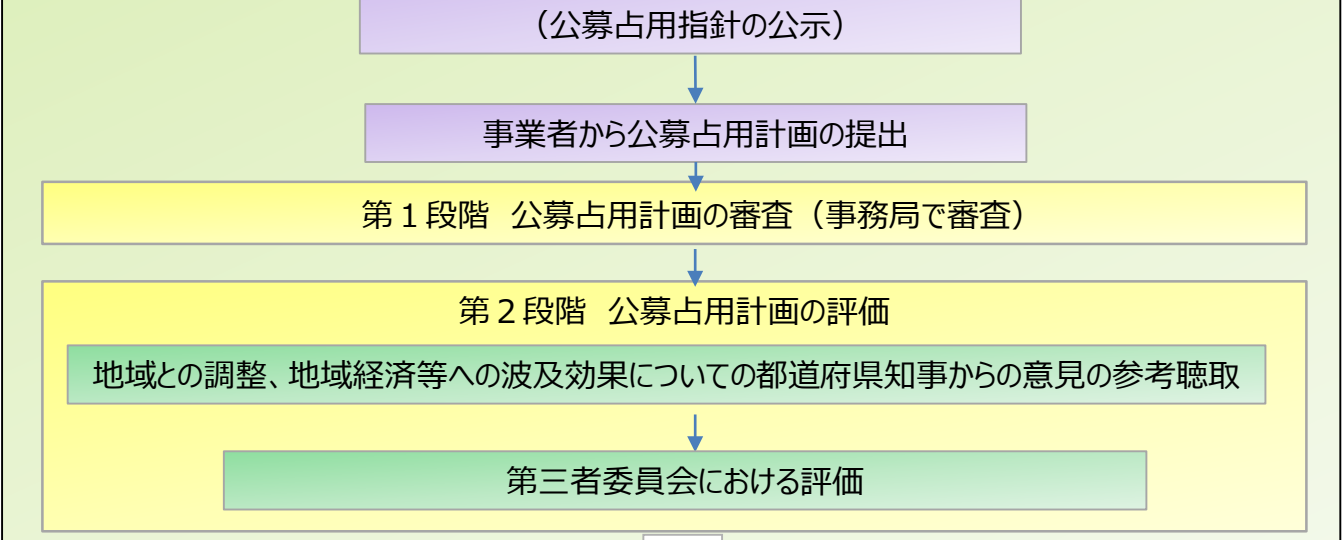 （公募占用指針の公示）
事業者から公募占用計画の提出
第１段階 公募占用計画の審査（事務局で審査）
第２段階 公募占用計画の評価
地域との調整、地域経済等への波及効果についての都道府県知事からの意見の参考聴取
第三者委員会における評価